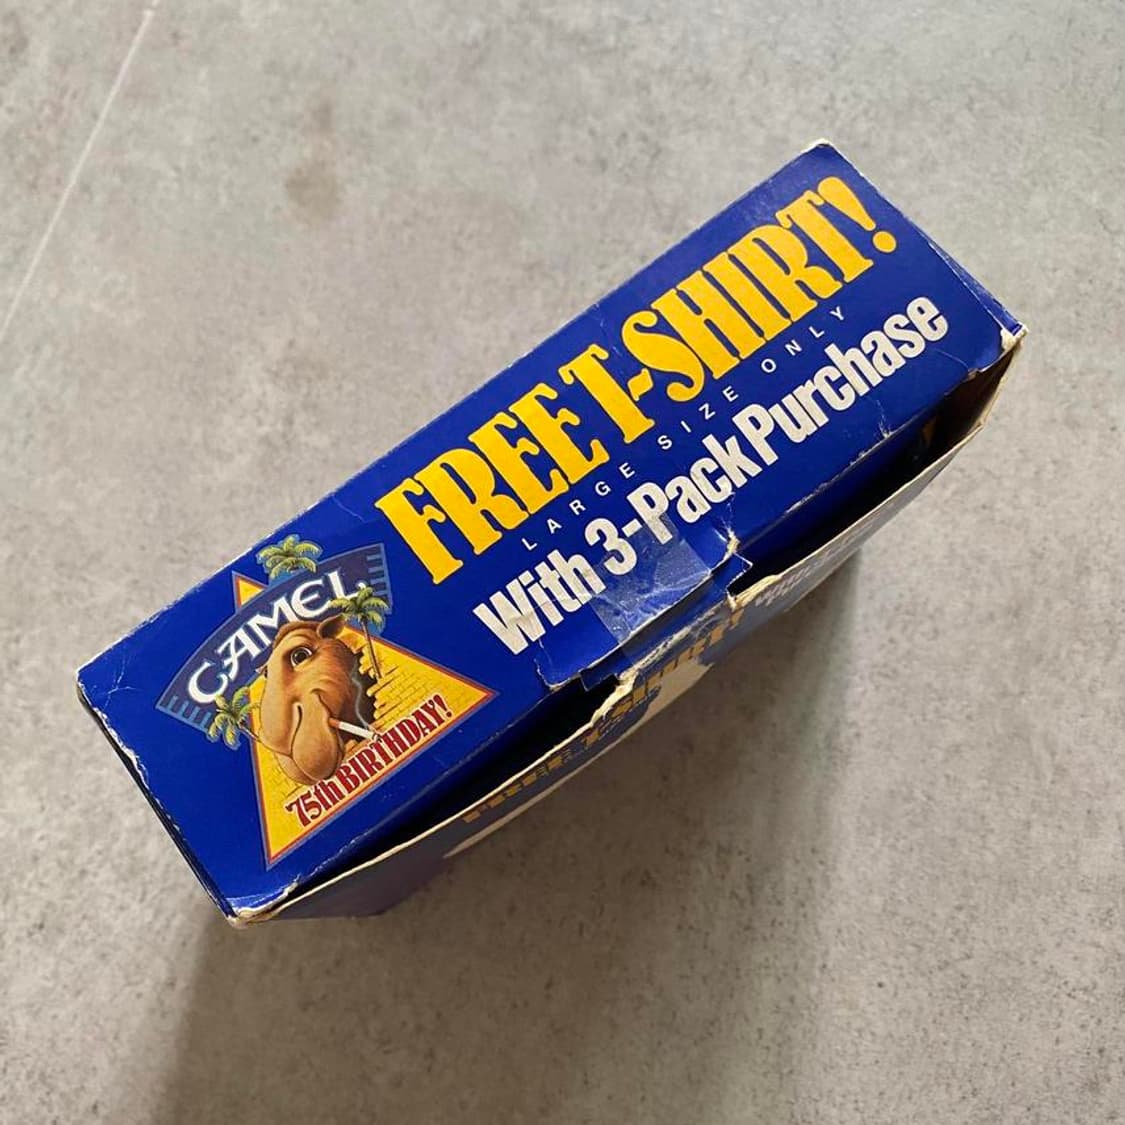 FREE T-SHIRT!
LARGE SIZE ONLY
With 3-Pack Purchase
CAMEL
75th BIRTHDAY!